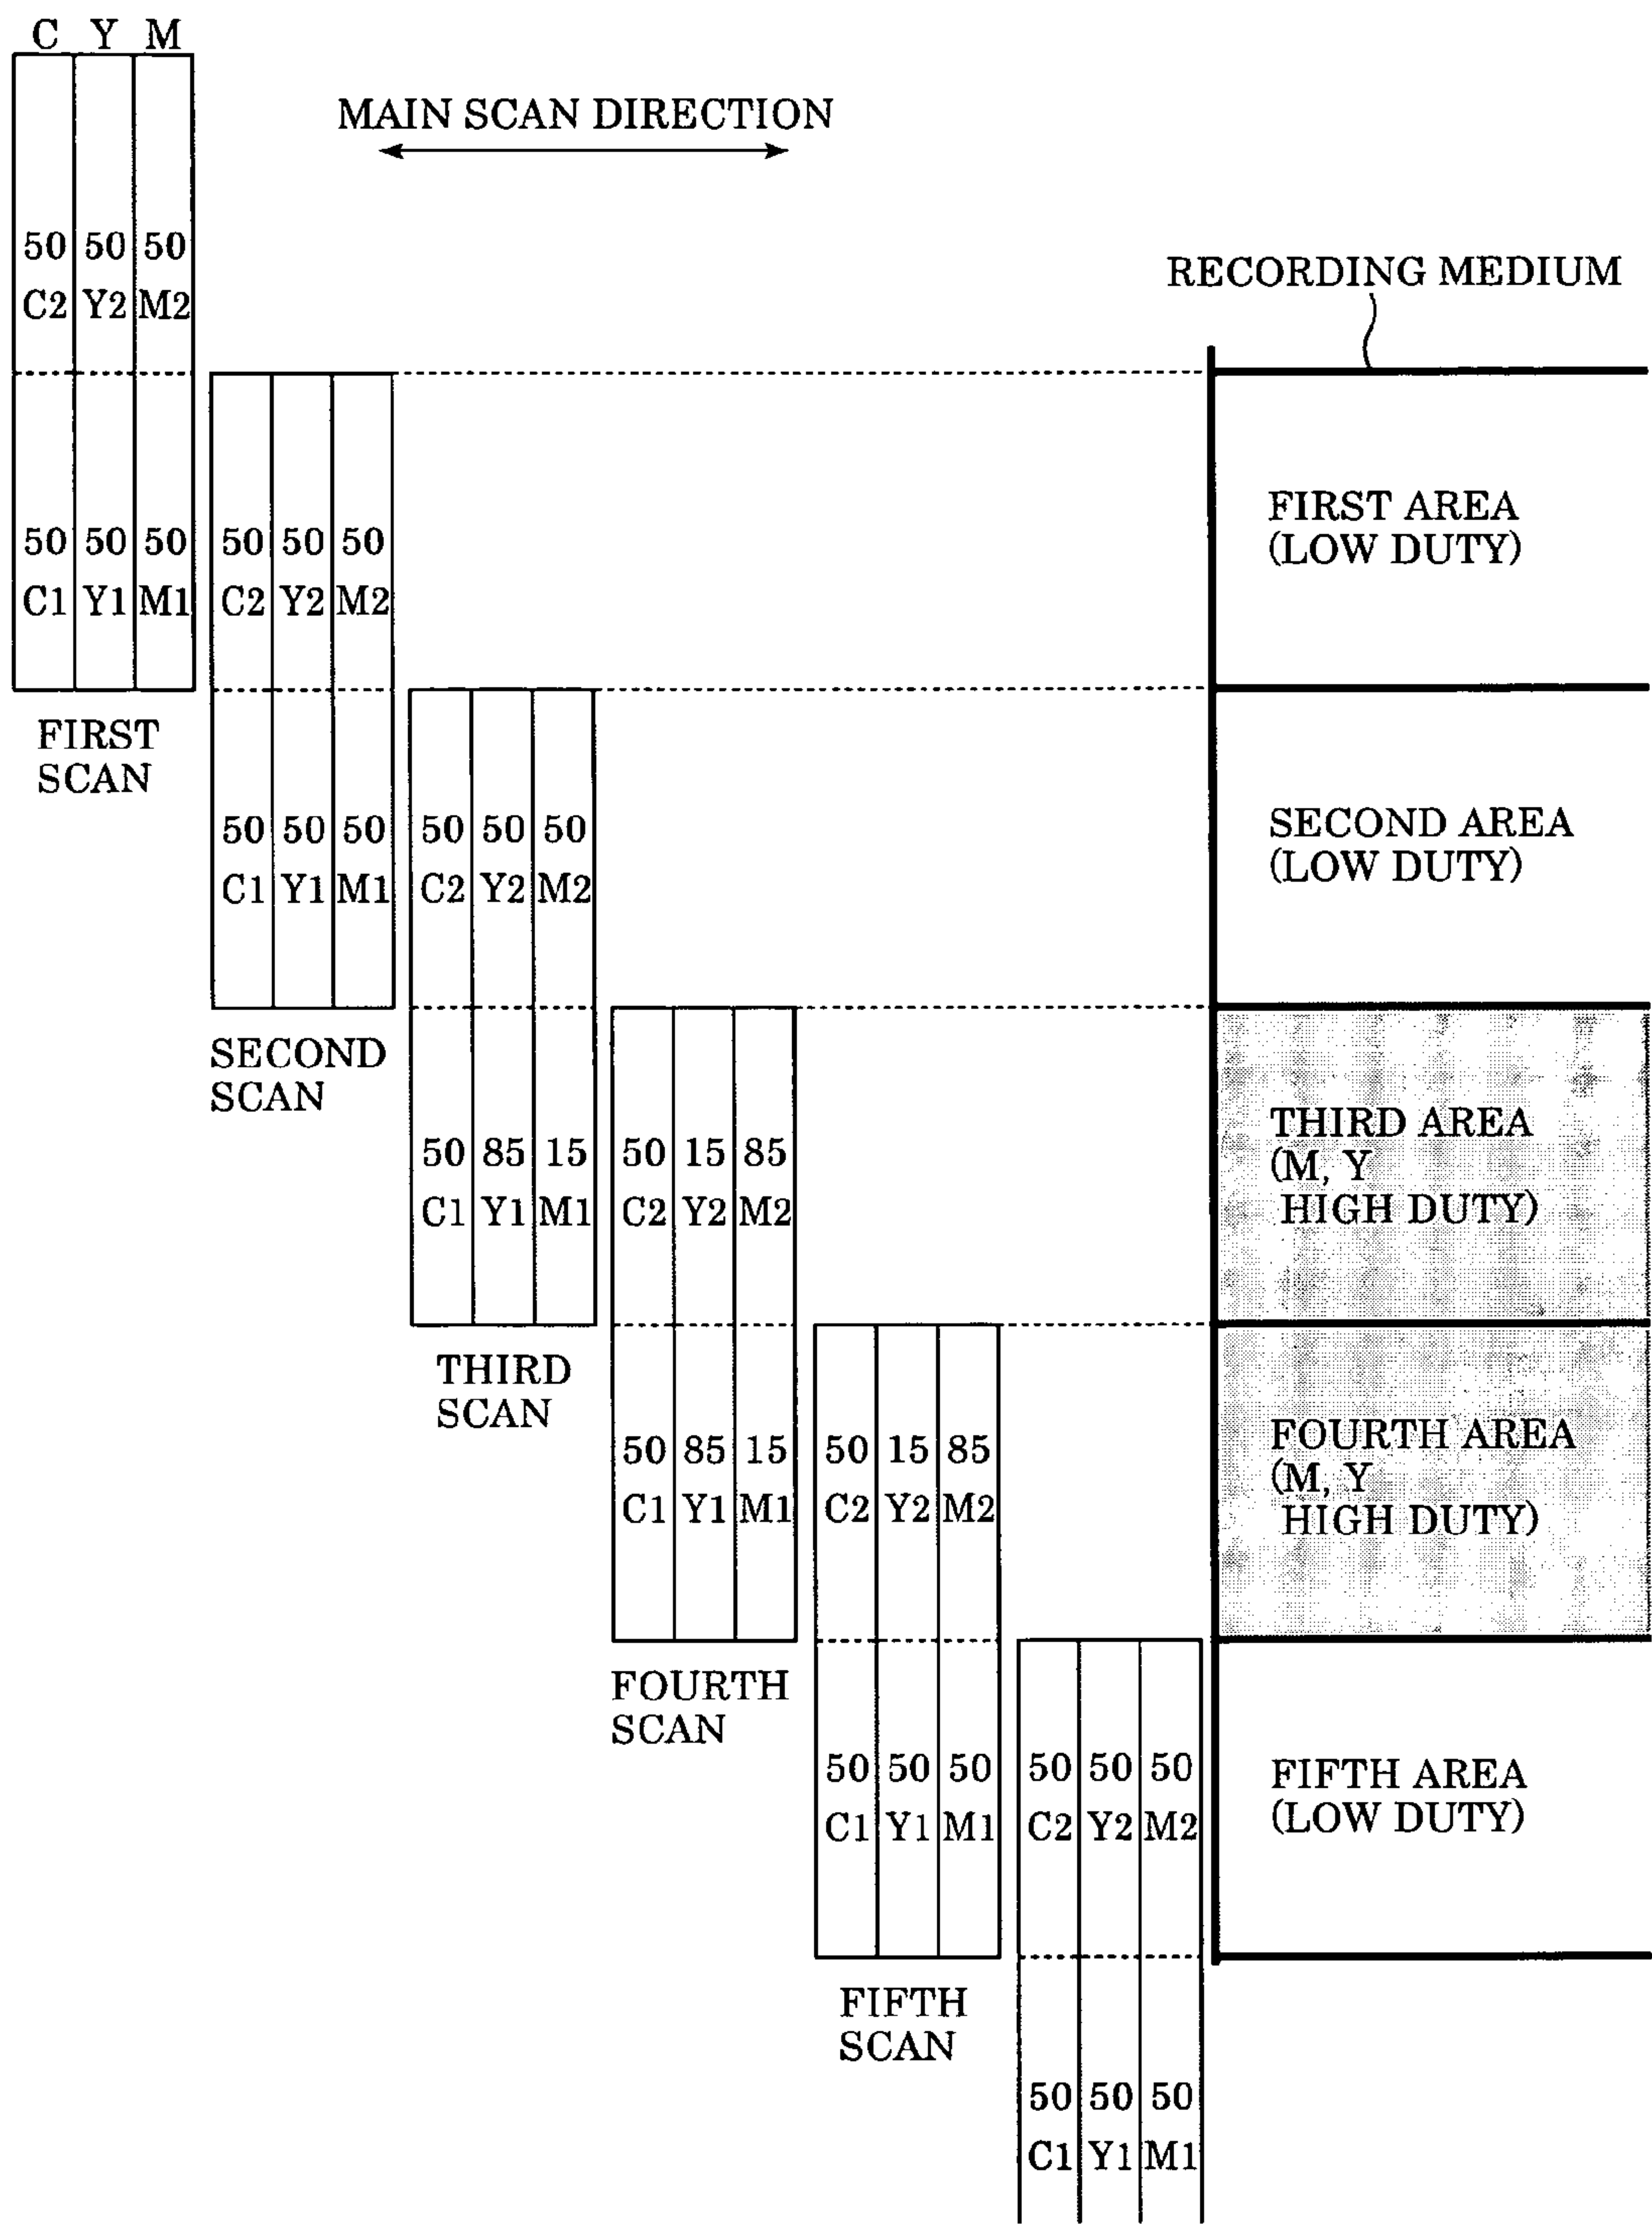 C Y M
MAIN SCAN DIRECTION
50 50 50
C2 Y2 M2
RECORDING MEDIUM
50 50 50
C1 Y1 M1
50 50 50
C2 Y2 M2
FIRST AREA
(LOW DUTY)
FIRST
SCAN
50 50 50
C1 Y1 M1
50 50 50
C2 Y2 M2
SECOND AREA
(LOW DUTY)
SECOND
SCAN
50 85 15
C1 Y1 M1
50 15 85
C2 Y2 M2
THIRD AREA
(M, Y
HIGH DUTY)
THIRD
SCAN
50 85 15
C1 Y1 M1
50 15 85
C2 Y2 M2
FOURTH AREA
(M, Y
HIGH DUTY)
FOURTH
SCAN
50 50 50
C1 Y1 M1
50 50 50
C2 Y2 M2
FIFTH AREA
(LOW DUTY)
FIFTH
SCAN
50 50 50
C1 Y1 M1